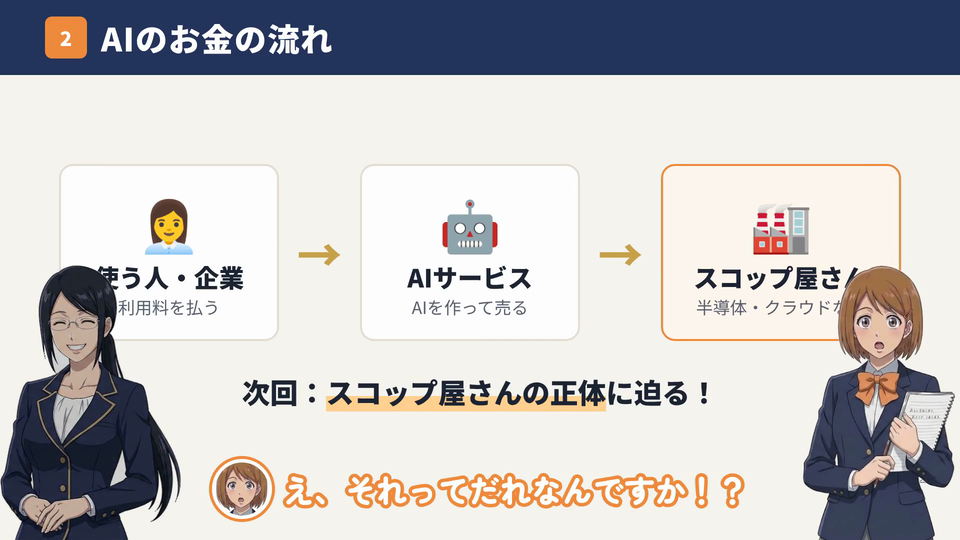 2
AIのお金の流れ
使う人・企業
利用料を払う
AIサービス
AIを作って売る
スコップ屋さん
半導体・クラウド
次回：スコップ屋さんの正体に迫る！
え、それってだれなんですか！？